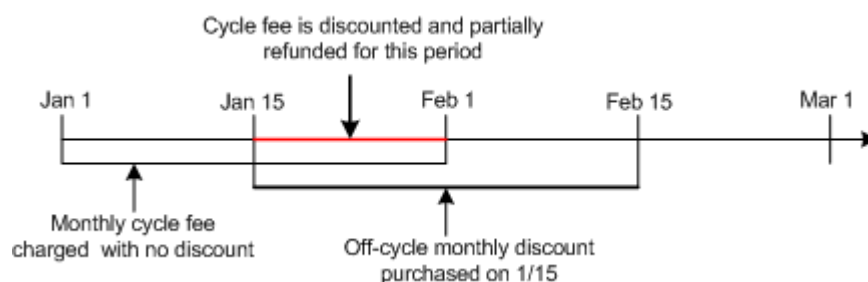 Cycle fee is discounted and partially
refunded for this period
Jan 1
Jan 15
Feb 1
Feb 15
Mar 1
Monthly cycle fee
charged with no discount
Off-cycle monthly discount
purchased on 1/15